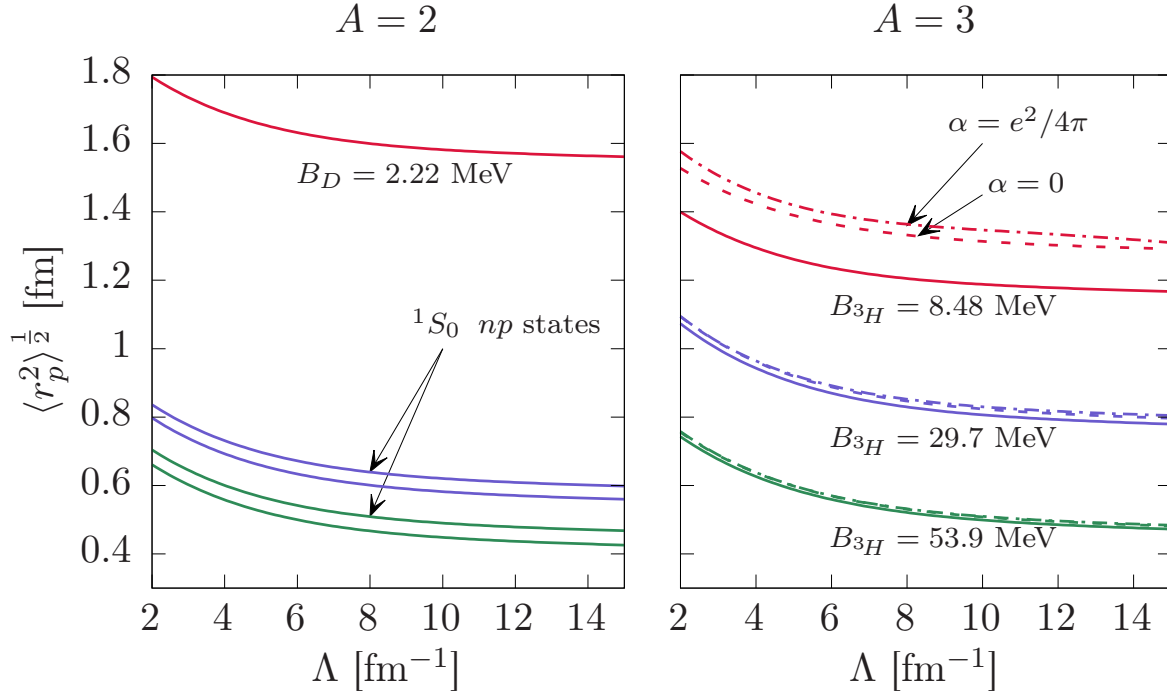 A = 2
A = 3
⟨r_p^2⟩^{1/2} [fm]
1.8
1.6
1.4
1.2
1
0.8
0.6
0.4
B_D = 2.22 MeV
^1S_0 np states
α = e^2/4π
α = 0
B_{^3H} = 8.48 MeV
B_{^3H} = 29.7 MeV
B_{^3H} = 53.9 MeV
2 4 6 8 10 12 14
2 4 6 8 10 12 14
Λ [fm^{−1}]
Λ [fm^{−1}]